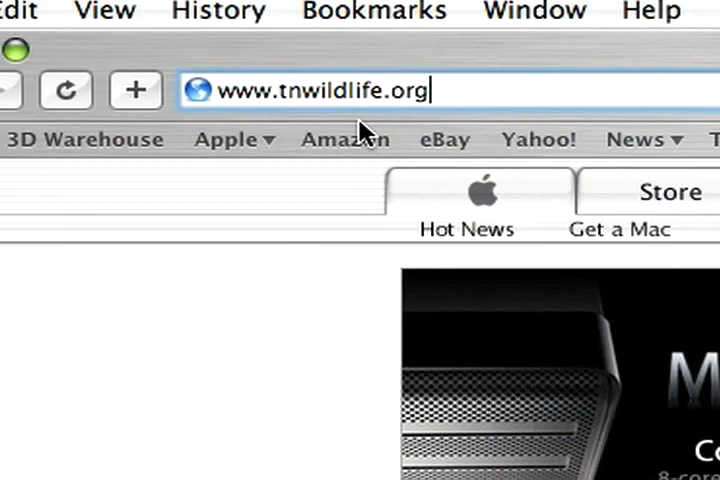 Edit View History Bookmarks Window Help
www.tnwildlife.org
3D Warehouse Apple Amazon eBay Yahoo! News
Store
Hot News Get a Mac
M
8-core